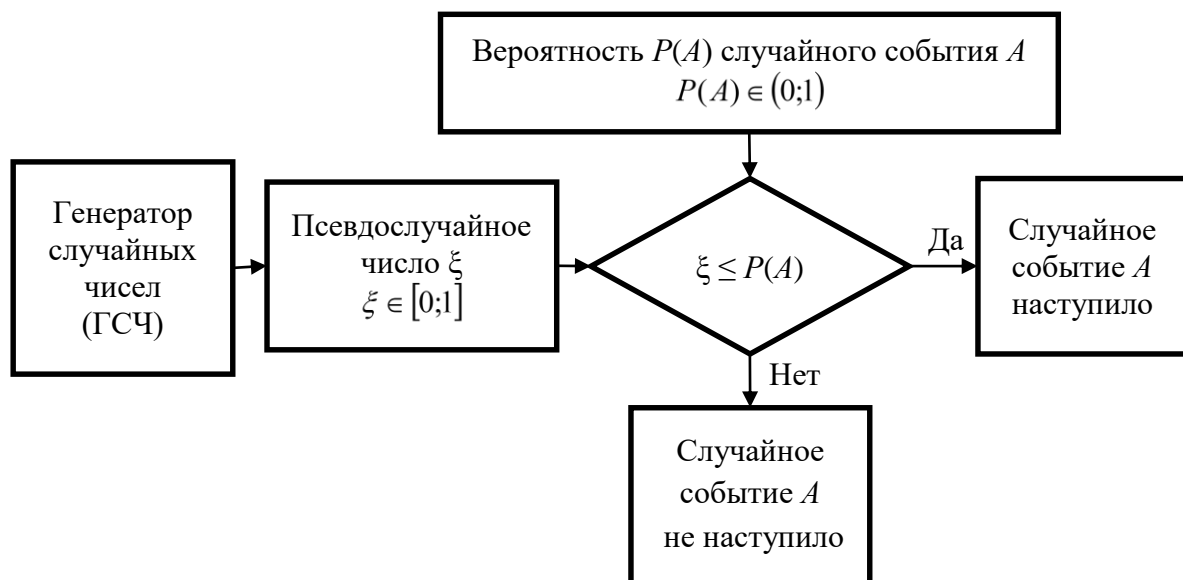 Вероятность P(A) случайного события A
P(A) ∈ (0;1)
Генератор
случайных
чисел
(ГСЧ)
Псевдослучайное
число ξ
ξ ∈ [0;1]
ξ ≤ P(A)
Да
Случайное
событие A
наступило
Нет
Случайное
событие A
не наступило